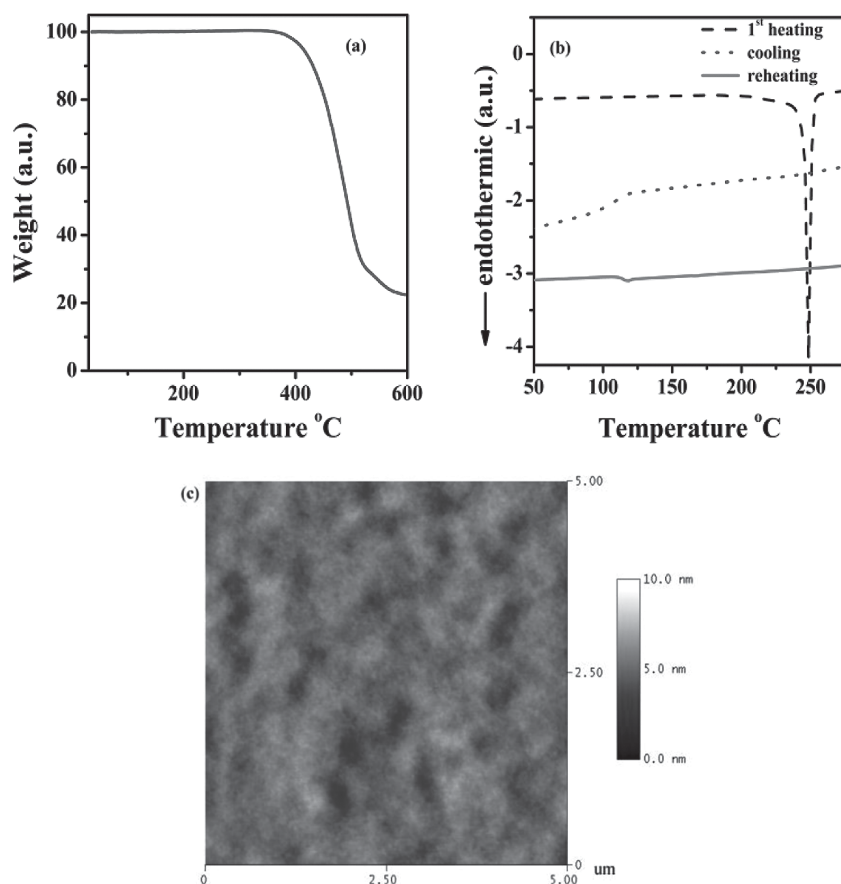 (a)
Weight (a.u.)
100
80
60
40
20
0
200
400
600
Temperature °C
(b)
1st heating
cooling
reheating
endothermic (a.u.)
0
-1
-2
-3
-4
50
100
150
200
250
Temperature °C
(c)
5.00
2.50
0
um
0
2.50
5.00
10.0 nm
5.0 nm
0.0 nm